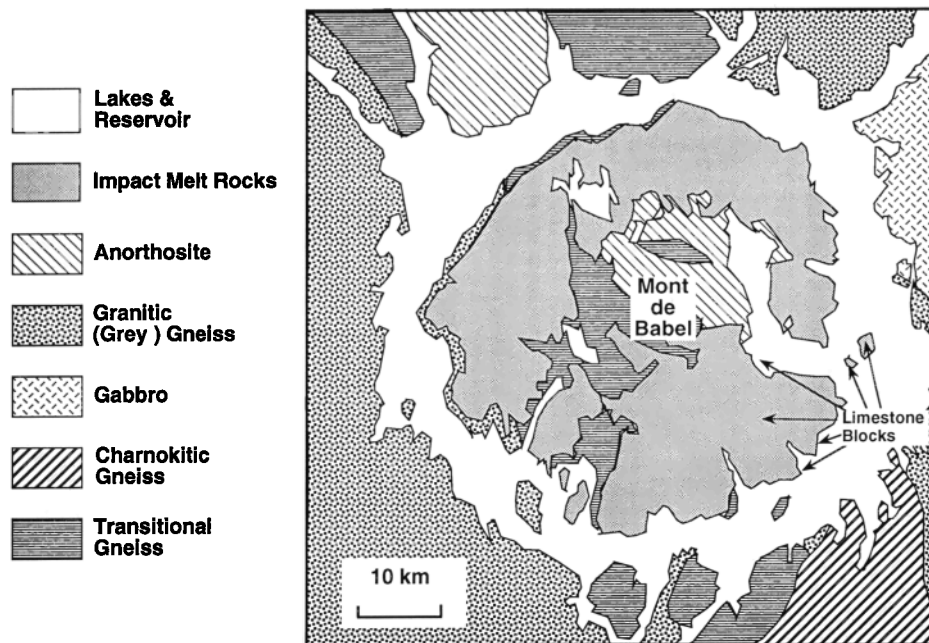 Lakes &
Reservoir
Impact Melt Rocks
Anorthosite
Granitic
(Grey ) Gneiss
Gabbro
Charnokitic
Gneiss
Transitional
Gneiss
Mont
de
Babel
Limestone
Blocks
10 km